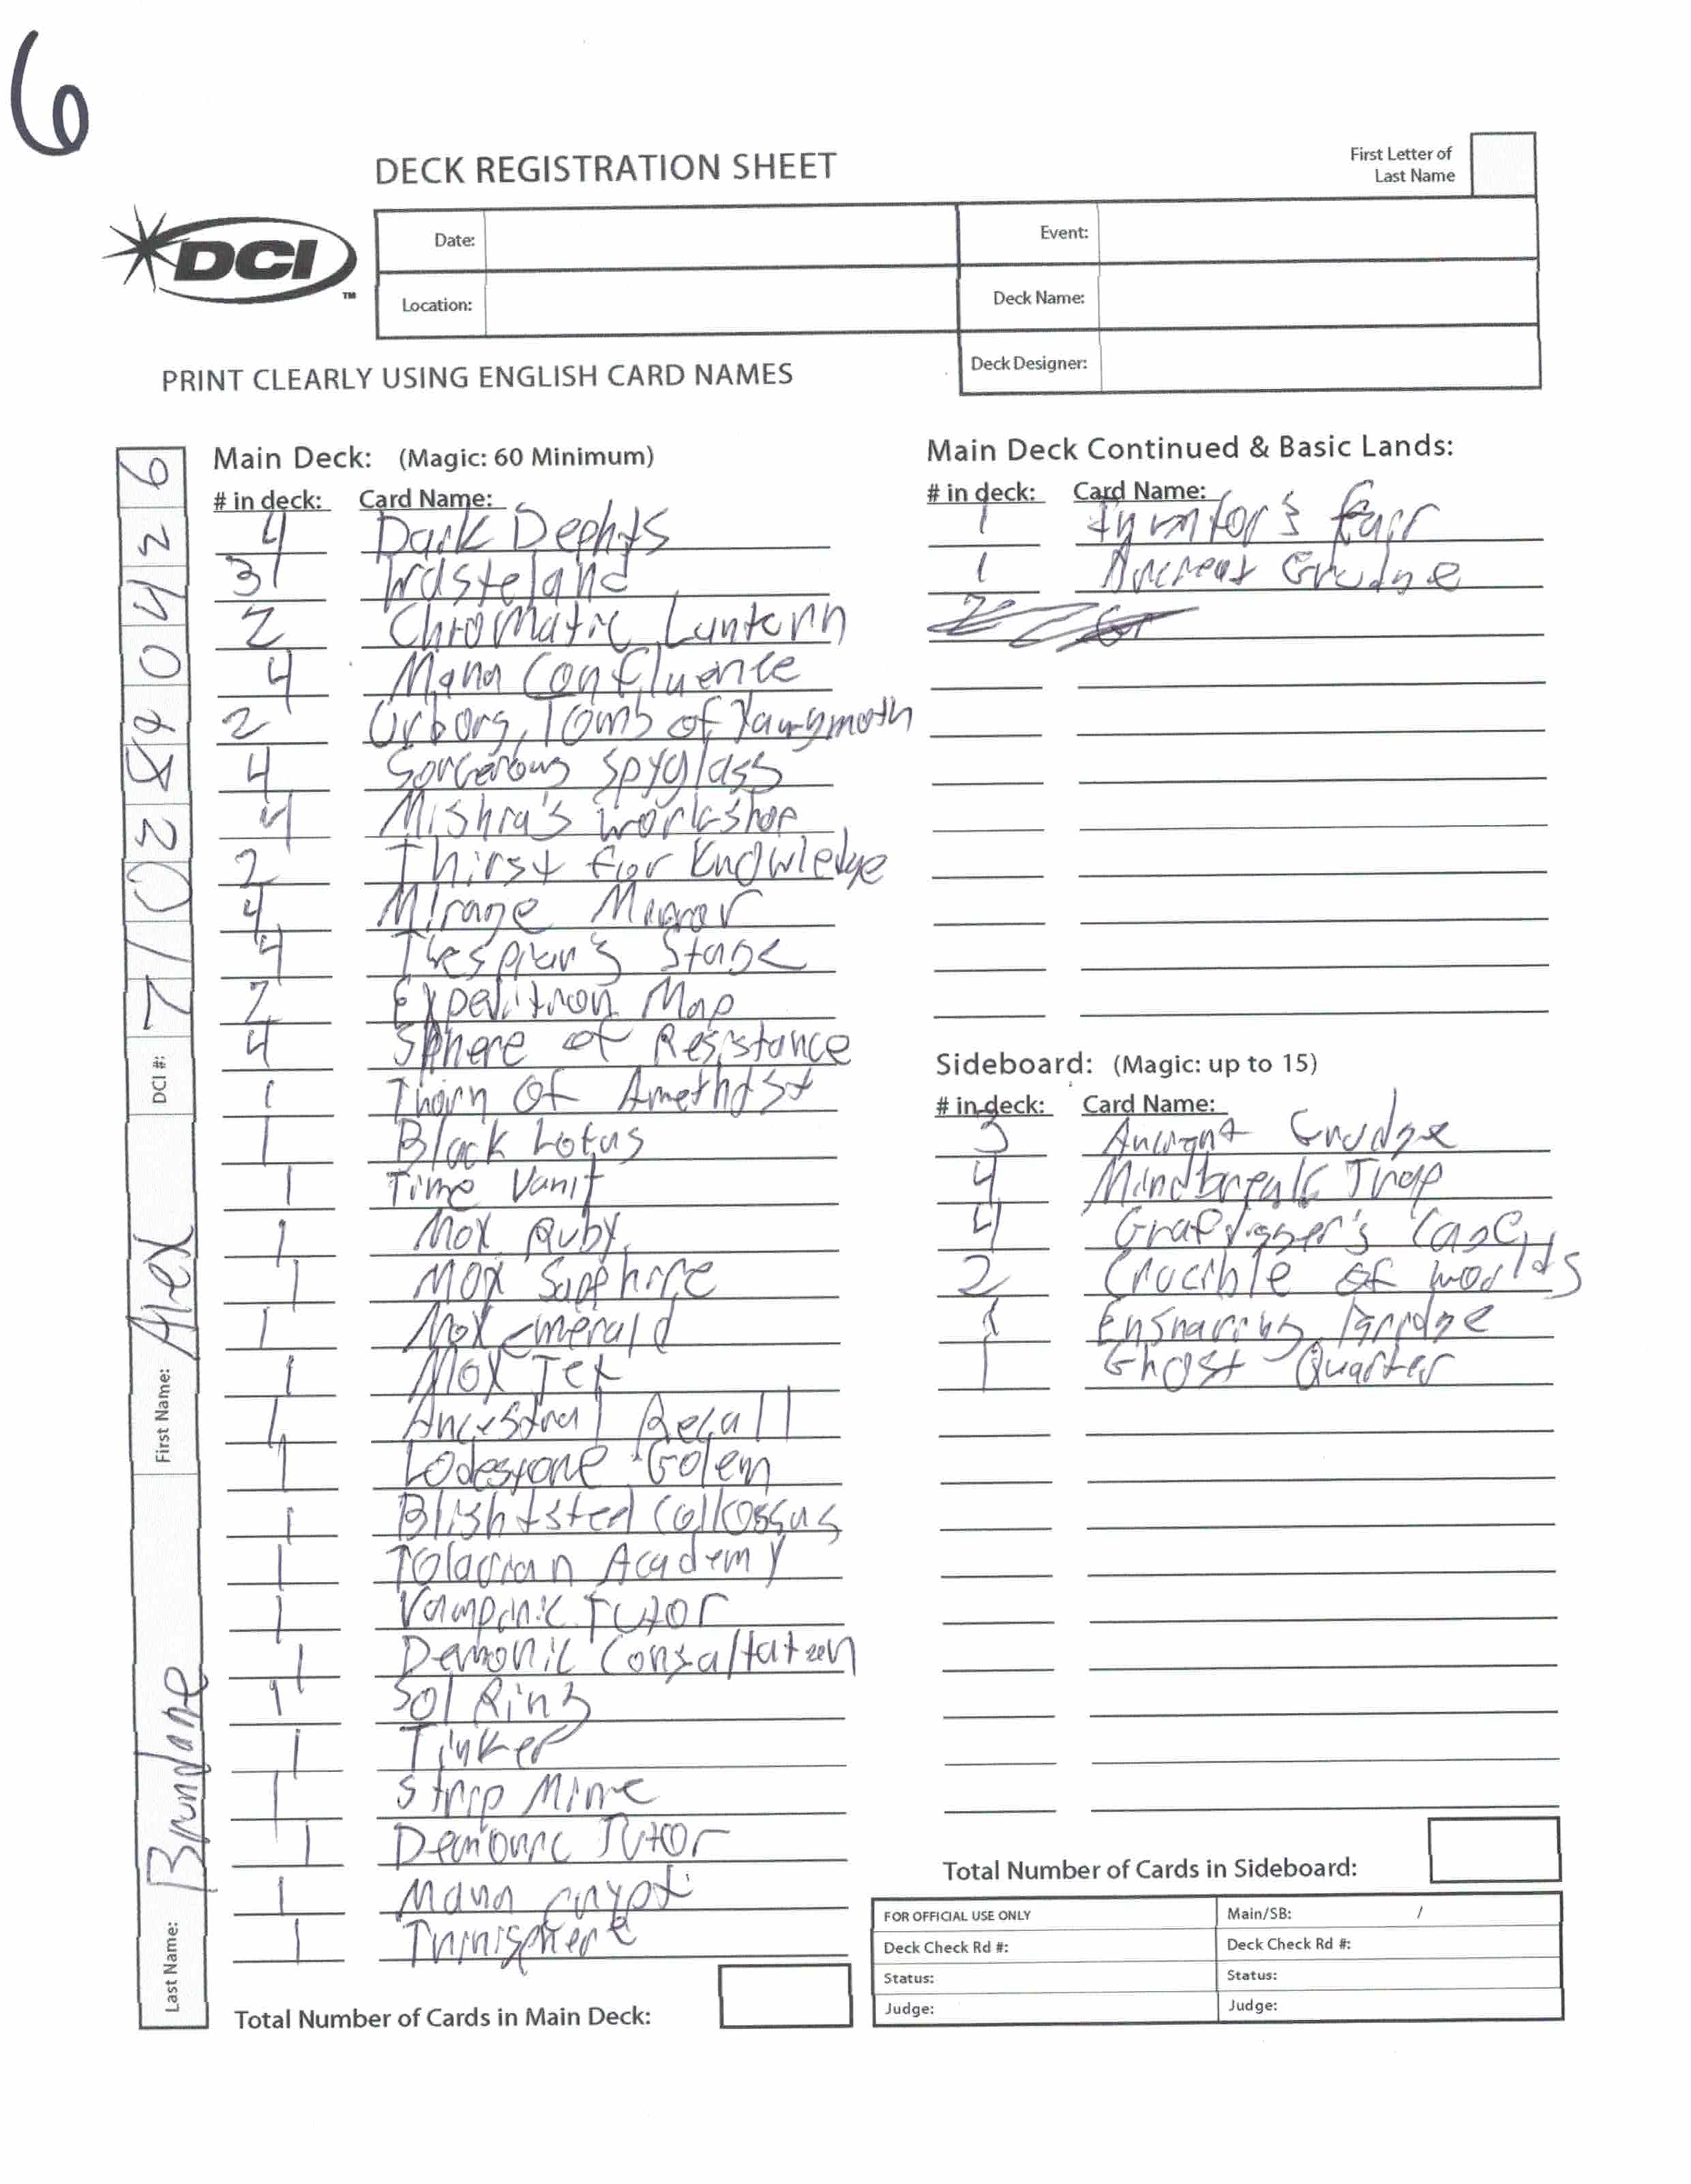 6
DECK REGISTRATION SHEET
First Letter of
Last Name
DCI
TM
Date:
Event:
Location:
Deck Name:
Deck Designer:
PRINT CLEARLY USING ENGLISH CARD NAMES
Last Name: Brundane First Name: Alex DCI #: 7102
0426
Main Deck: (Magic: 60 Minimum)
# in deck: Card Name:
4 Dark Dephts
3 Wasteland
2 Chromatic Lantern
4 Mana Confluence
2 Urborg, Tomb of Yawgmoth
4 Sorcerous Spyglass
4 Mishra's workshop
2 Thirst for Knowledge
4 Mirage Mirror
4 Thespian's Stage
2 Expedition Map
4 Sphere of Resistance
1 Thorn Of Amethdst
1 Black Lotus
1 Time Vault
1 Mox Ruby
1 Mox Sapphire
1 Mox Emerald
1 Mox Jet
1 Ancestral Recall
1 Lodestone Golem
1 Blightsteel Collossus
1 Tolarian Academy
1 Vampiric Tutor
1 Demonic Consultation
1 Sol Ring
1 Tinker
1 Strip Mine
1 Demonic Tutor
1 Mana Crypt
1 Trinisphere
Total Number of Cards in Main Deck:
Main Deck Continued & Basic Lands:
# in deck: Card Name:
1
1 Ancient Grudge
Sideboard: (Magic: up to 15)
# in deck: Card Name:
3 Ancient Grudge
4 Mindbreak Trap
4 Grafdigger's Cage
2 Crucible of Worlds
1 Ensnaring Bridge
1 Ghost Quarter
Total Number of Cards in Sideboard:
FOR OFFICIAL USE ONLY
Main/SB: /
Deck Check Rd #:
Deck Check Rd #:
Status:
Status:
Judge:
Judge: